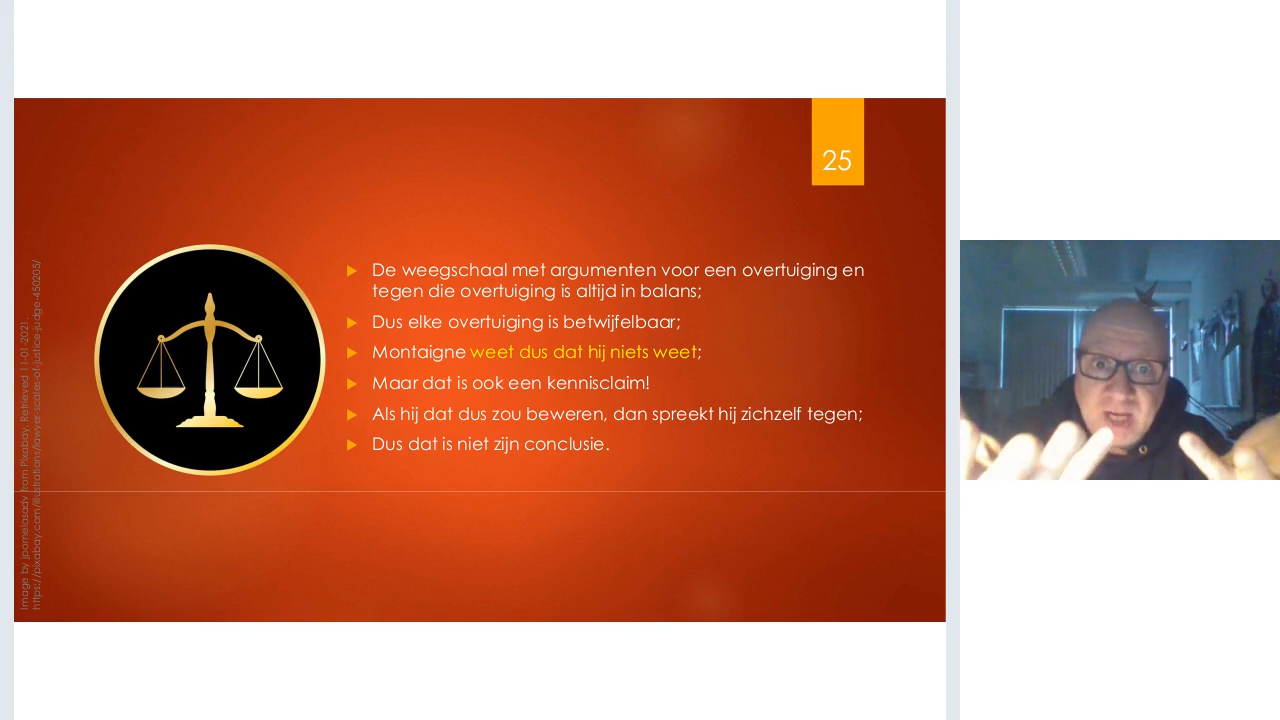 25
De weegschaal met argumenten voor een overtuiging en
tegen die overtuiging is altijd in balans;
Dus elke overtuiging is betwijfelbaar;
Montaigne weet dus dat hij niets weet;
Maar dat is ook een kennisclaim!
Als hij dat dus zou beweren, dan spreekt hij zichzelf tegen;
Dus dat is niet zijn conclusie.
Image by jpornelasadv from Pixabay. Retrieved 11-01-2021.
https://pixabay.com/illustrations/lawyer-scales-of-justice-judge-450205/